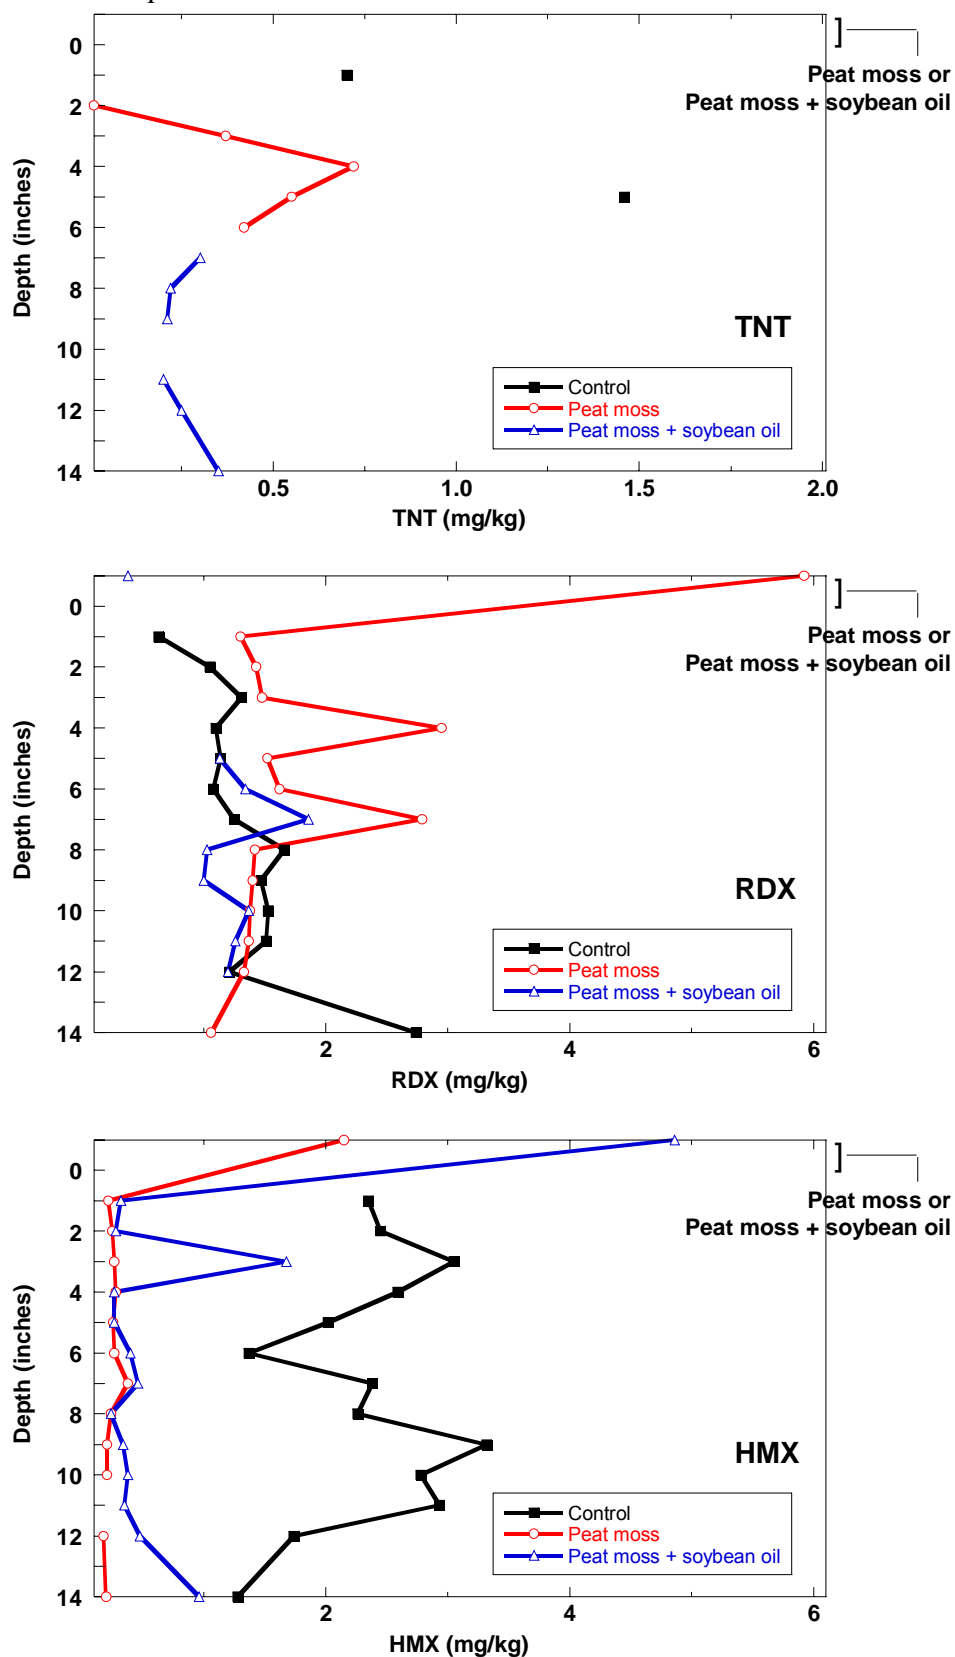 0
2
4
6
8
10
12
14
Depth (inches)
]
Peat moss or
Peat moss + soybean oil
TNT
Control
Peat moss
Peat moss + soybean oil
0.5 1.0 1.5 2.0
TNT (mg/kg)
0
2
4
6
8
10
12
14
Depth (inches)
]
Peat moss or
Peat moss + soybean oil
RDX
Control
Peat moss
Peat moss + soybean oil
2 4 6
RDX (mg/kg)
0
2
4
6
8
10
12
14
Depth (inches)
]
Peat moss or
Peat moss + soybean oil
HMX
Control
Peat moss
Peat moss + soybean oil
2 4 6
HMX (mg/kg)